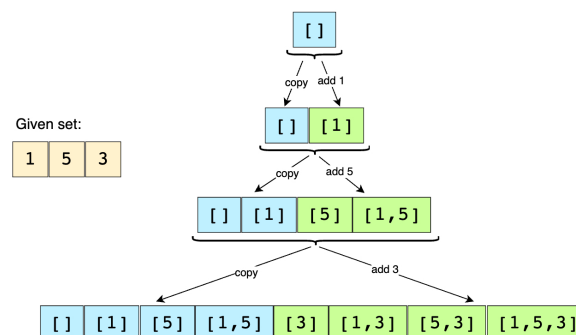 []
copy add 1
[] [1]
Given set:
1 5 3
copy add 5
[] [1] [5] [1,5]
copy add 3
[] [1] [5] [1,5] [3] [1,3] [5,3] [1,5,3]